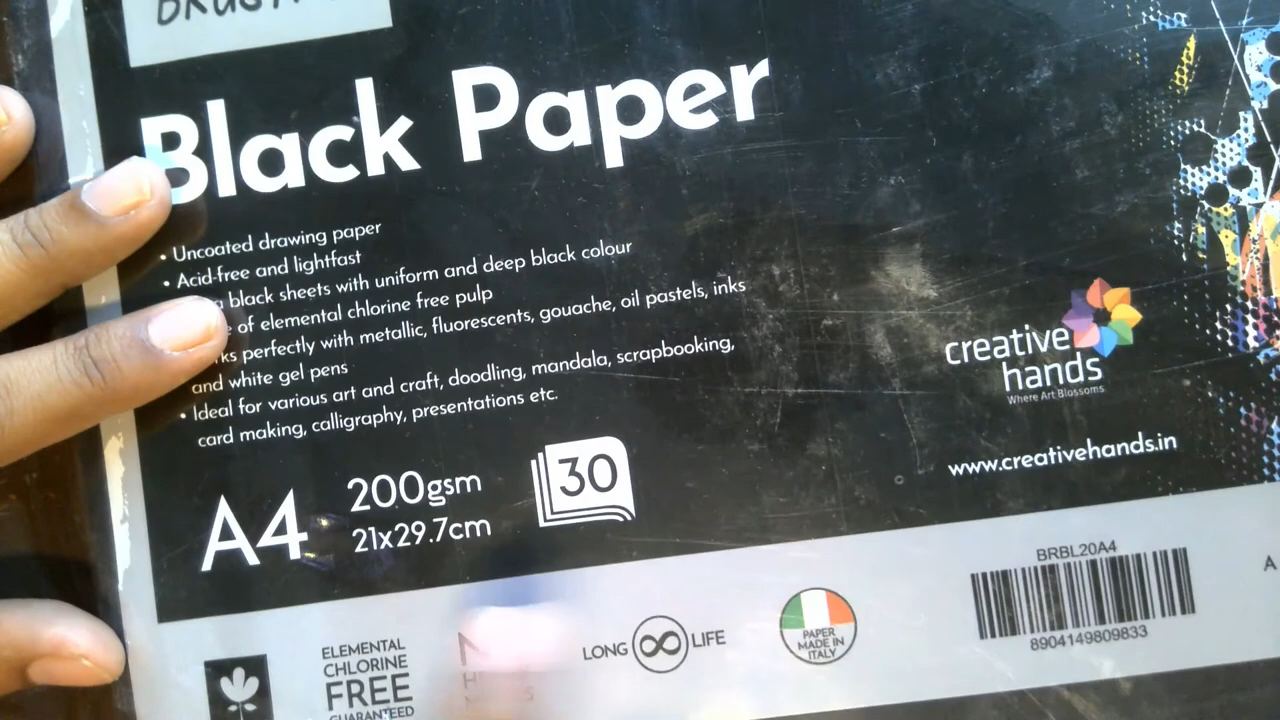 Black Paper
• Uncoated drawing paper
• Acid-free and lightfast
black sheets with uniform and deep black colour
of elemental chlorine free pulp
perfectly with metallic, fluorescents, gouache, oil pastels, inks
and white gel pens
• Ideal for various art and craft, doodling, mandala, scrapbooking,
card making, calligraphy, presentations etc.
A4
200gsm
21x29.7cm
30
creative
hands
Where Art Blossoms
www.creativehands.in
ELEMENTAL
CHLORINE
FREE
GUARANTEED
LONG LIFE
PAPER
MADE IN
ITALY
BRBL20A4
8904149809833
A